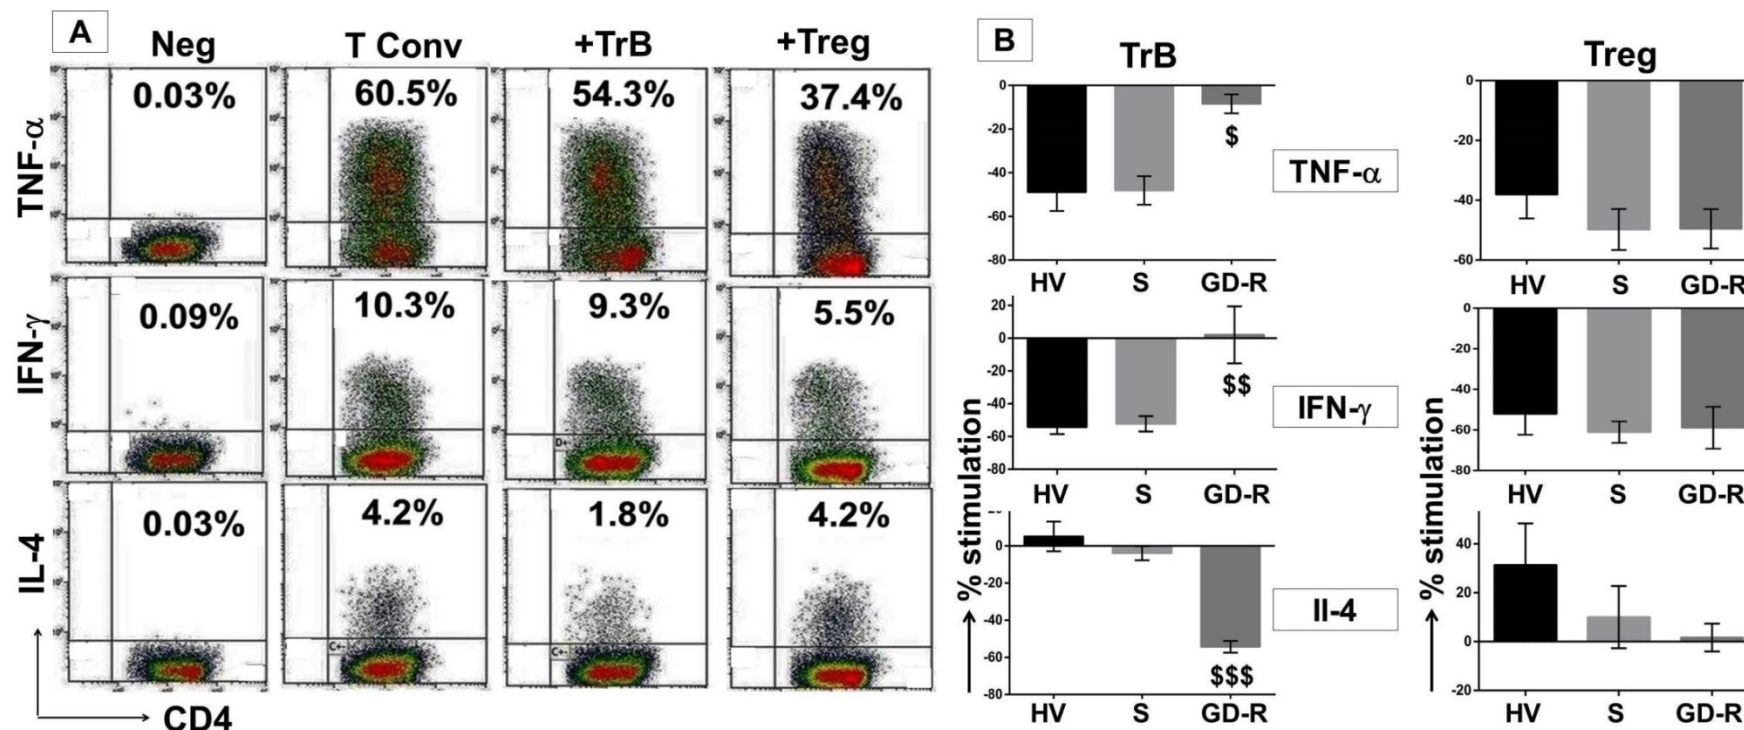 A
Neg
T Conv
+TrB
+Treg
TNF-α
0.03%
60.5%
54.3%
37.4%
IFN-γ
0.09%
10.3%
9.3%
5.5%
D+
IL-4
0.03%
4.2%
1.8%
4.2%
C+-
C+-
CD4
B
TrB
Treg
0
-20
-40
-60
-80
$
HV
S
GD-R
TNF-α
0
-20
-40
-60
HV
S
GD-R
20
0
-40
-60
-80
$$
HV
S
GD-R
IFN-γ
0
-20
-40
-60
-80
HV
S
GD-R
% stimulation
0
-20
-40
-60
-80
$$$
HV
S
GD-R
Il-4
% stimulation
40
20
0
-20
HV
S
GD-R